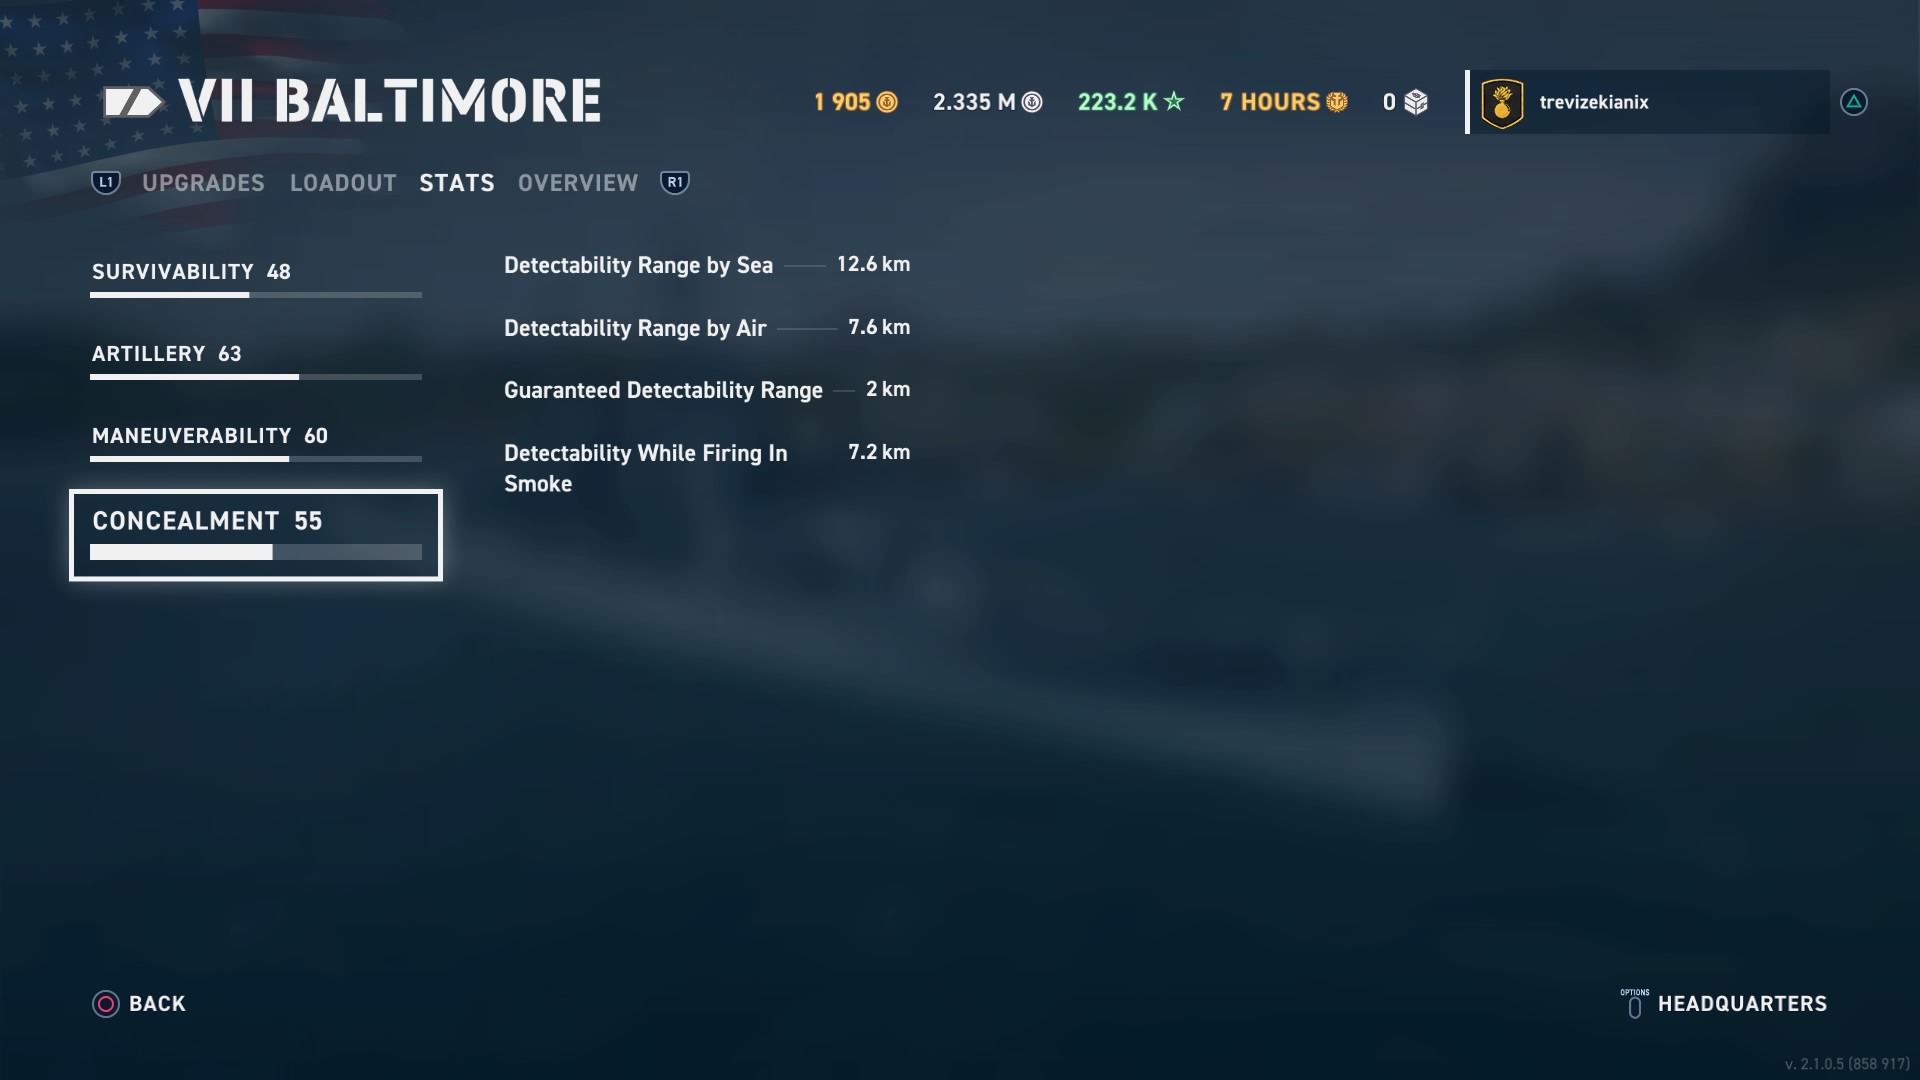 VII BALTIMORE
1 905
2.335 M
223.2 K
7 HOURS
0
trevizekianix
L1 UPGRADES LOADOUT STATS OVERVIEW R1
SURVIVABILITY 48
ARTILLERY 63
MANEUVERABILITY 60
CONCEALMENT 55
Detectability Range by Sea 12.6 km
Detectability Range by Air 7.6 km
Guaranteed Detectability Range 2 km
Detectability While Firing In 7.2 km
Smoke
BACK
OPTIONS
HEADQUARTERS
v. 2.1.0.5 (858 917)